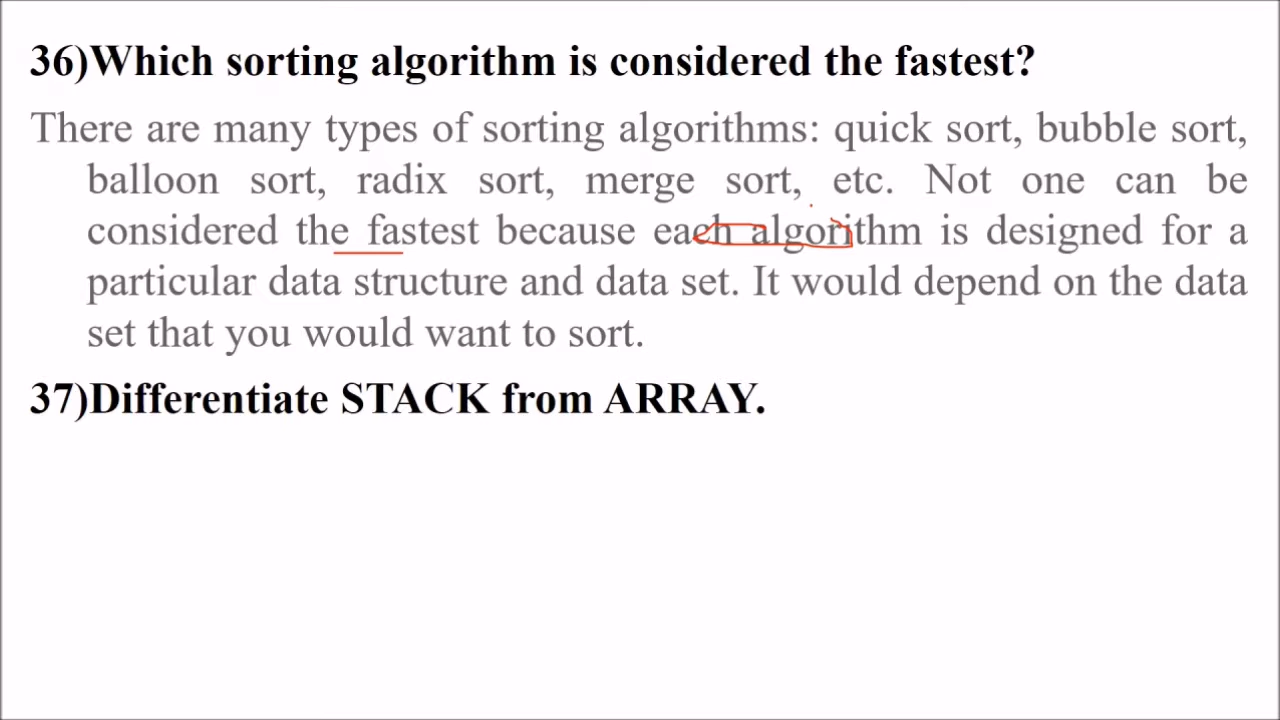 36)Which sorting algorithm is considered the fastest?
There are many types of sorting algorithms: quick sort, bubble sort,
balloon sort, radix sort, merge sort, etc. Not one can be
considered the fastest because each algorithm is designed for a
particular data structure and data set. It would depend on the data
set that you would want to sort.
37)Differentiate STACK from ARRAY.